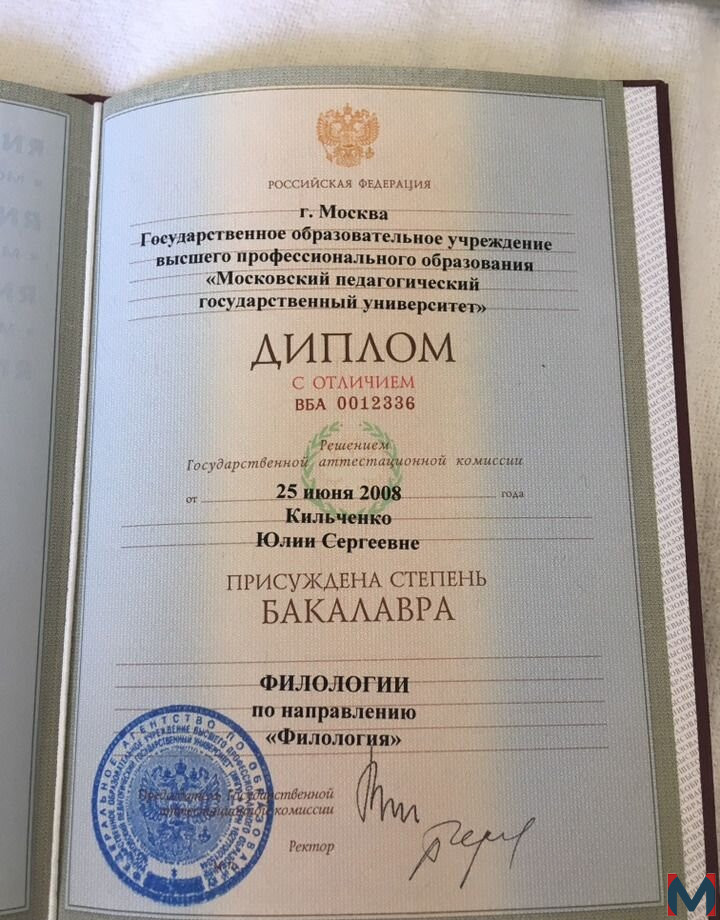 РОССИЙСКАЯ ФЕДЕРАЦИЯ
г. Москва
Государственное образовательное учреждение
высшего профессионального образования
«Московский педагогический
государственный университет»
ДИПЛОМ
С ОТЛИЧИЕМ
ВБА 0012336
Решением
Государственной аттестационной комиссии
от 25 июня 2008 года
Кильченко
Юлии Сергеевне
ПРИСУЖДЕНА СТЕПЕНЬ
БАКАЛАВРА
ФИЛОЛОГИИ
по направлению
«Филология»
Председатель Государственной
аттестационной комиссии
Ректор
М